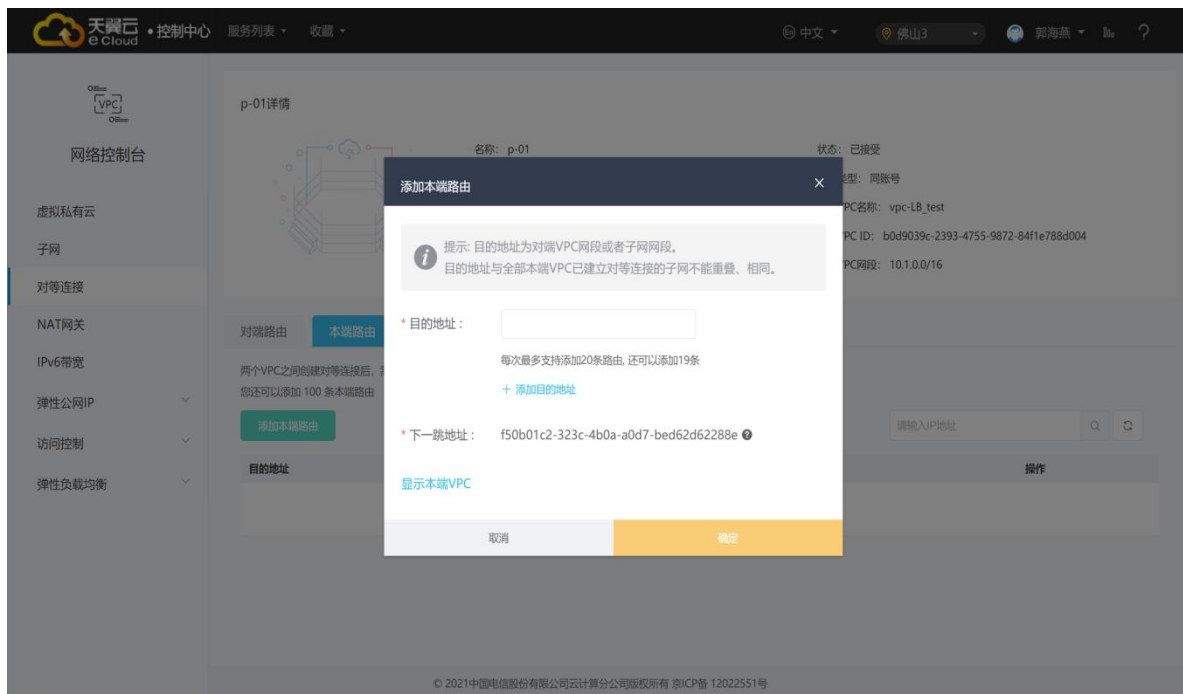 天翼云
e Cloud
•控制中心
服务列表
收藏
中文
佛山3
郭海燕
VPC
网络控制台
虚拟私有云
子网
对等连接
NAT网关
IPv6带宽
弹性公网IP
访问控制
弹性负载均衡
p-01详情
名称: p-01
状态: 已接受
类型: 同账号
VPC名称: vpc-LB_test
VPC ID: b0d9039c-2393-4755-9872-84f1e788d004
VPC网段: 10.1.0.0/16
对端路由
本端路由
两个VPC之间创建对等连接后,
您还可以添加 100 条本端路由
添加本端路由
请输入IP地址
目的地址
操作
添加本端路由
提示: 目的地址为对端VPC网段或者子网网段。
目的地址与全部本端VPC已建立对等连接的子网不能重叠、相同。
* 目的地址 :
每次最多支持添加20条路由, 还可以添加19条
+ 添加目的地址
* 下一跳地址 : f50b01c2-323c-4b0a-a0d7-bed62d62288e
显示本端VPC
取消
确定
© 2021中国电信股份有限公司云计算分公司版权所有 京ICP备 12022551号